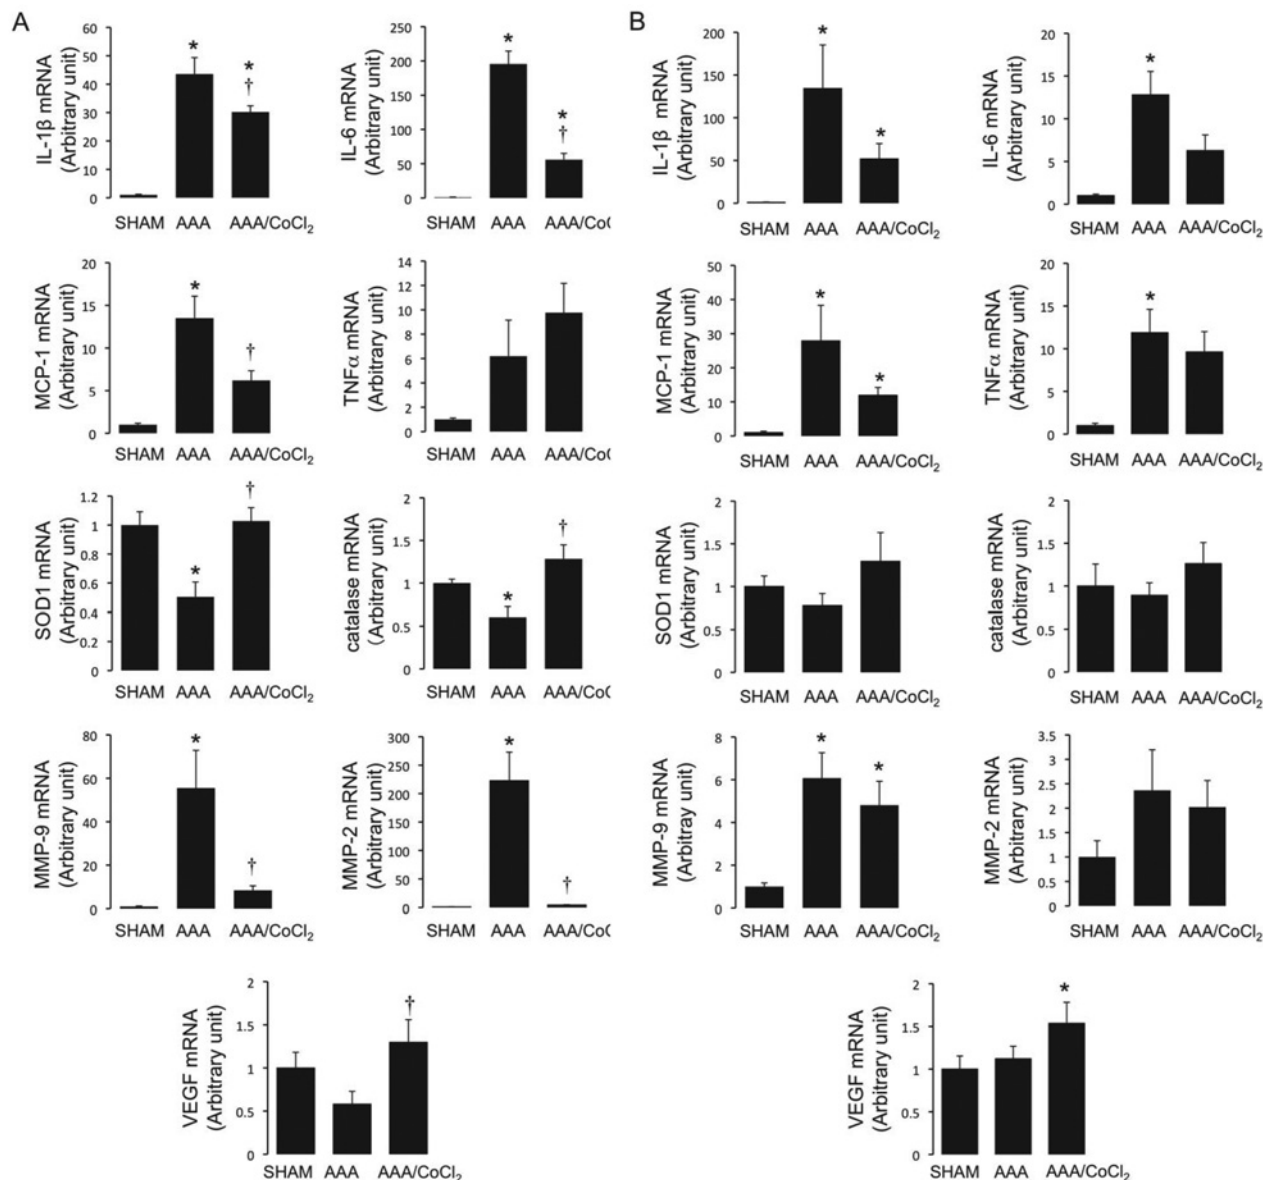 A
B
IL-1β mRNA
(Arbitrary unit)
60
50
40
30
20
10
0
*
*
†
SHAM AAA AAA/CoCl2
IL-6 mRNA
(Arbitrary unit)
250
200
150
100
50
0
*
*
†
SHAM AAA AAA/CoC
IL-1β mRNA
(Arbitrary unit)
200
150
100
50
0
*
*
SHAM AAA AAA/CoCl2
IL-6 mRNA
(Arbitrary unit)
20
15
10
5
0
*
SHAM AAA AAA/CoCl2
MCP-1 mRNA
(Arbitrary unit)
20
15
10
5
0
*
†
SHAM AAA AAA/CoCl2
TNFα mRNA
(Arbitrary unit)
14
12
10
8
6
4
2
0
SHAM AAA AAA/CoC
MCP-1 mRNA
(Arbitrary unit)
50
40
30
20
10
0
*
*
SHAM AAA AAA/CoCl2
TNFα mRNA
(Arbitrary unit)
20
15
10
5
0
*
SHAM AAA AAA/CoCl2
SOD1 mRNA
(Arbitrary unit)
1.2
1
0.8
0.6
0.4
0.2
0
*
†
SHAM AAA AAA/CoCl2
catalase mRNA
(Arbitrary unit)
2
1.5
1
0.5
0
*
†
SHAM AAA AAA/CoC
SOD1 mRNA
(Arbitrary unit)
2
1.5
1
0.5
0
SHAM AAA AAA/CoCl2
catalase mRNA
(Arbitrary unit)
2
1.5
1
0.5
0
SHAM AAA AAA/CoCl2
MMP-9 mRNA
(Arbitrary unit)
80
60
40
20
0
*
†
SHAM AAA AAA/CoCl2
MMP-2 mRNA
(Arbitrary unit)
300
250
200
150
100
50
0
*
†
SHAM AAA AAA/CoC
MMP-9 mRNA
(Arbitray unit)
8
6
4
2
0
*
*
SHAM AAA AAA/CoCl2
MMP-2 mRNA
(Arbitrary unit)
3.5
3
2.5
2
1.5
1
0.5
0
SHAM AAA AAA/CoCl2
VEGF mRNA
(Arbitrary unit)
2
1.5
1
0.5
0
†
SHAM AAA AAA/CoCl2
VEGF mRNA
(Arbitrary unit)
2
1.5
1
0.5
0
*
SHAM AAA AAA/CoCl2